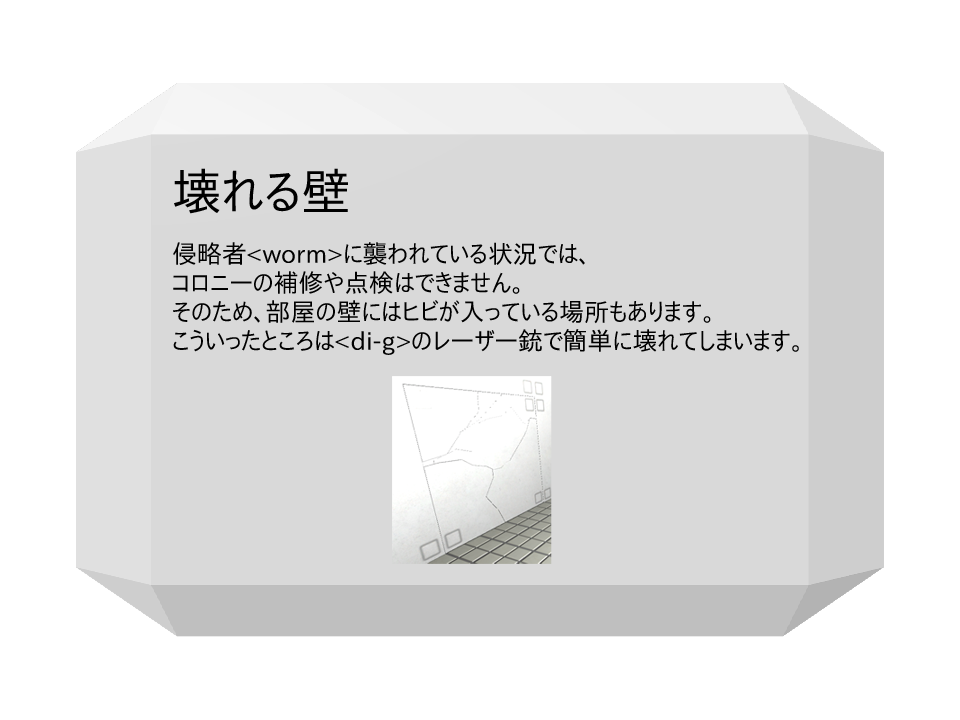 壊れる壁
侵略者<worm>に襲われている状況では、
コロニーの補修や点検はできません。
そのため、部屋の壁にはヒビが入っている場所もあります。
こういったところは<di-g>のレーザー銃で簡単に壊れてしまいます。